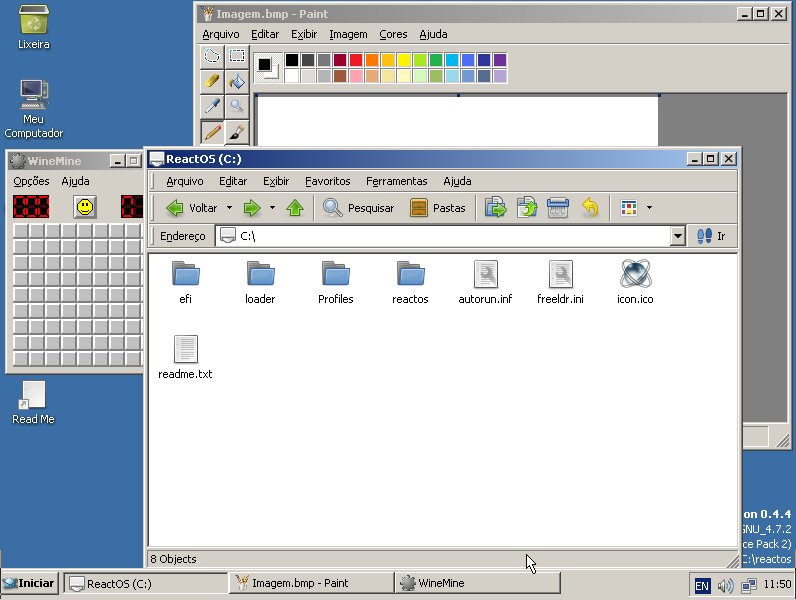 Lixeira
Meu
Computador
Read Me
Imagem.bmp - Paint
Arquivo Editar Exibir Imagem Cores Ajuda
WineMine
Opções Ajuda
ReactOS (C:)
Arquivo Editar Exibir Favoritos Ferramentas Ajuda
Voltar Pesquisar Pastas
Endereço C:\ Ir
efi loader Profiles reactos autorun.inf freeldr.ini icon.ico
readme.txt
8 Objects
on 0.4.4
GNU_4.7.2
ce Pack 2)
C:\reactos
Iniciar ReactOS (C:) Imagem.bmp - Paint WineMine EN 11:50